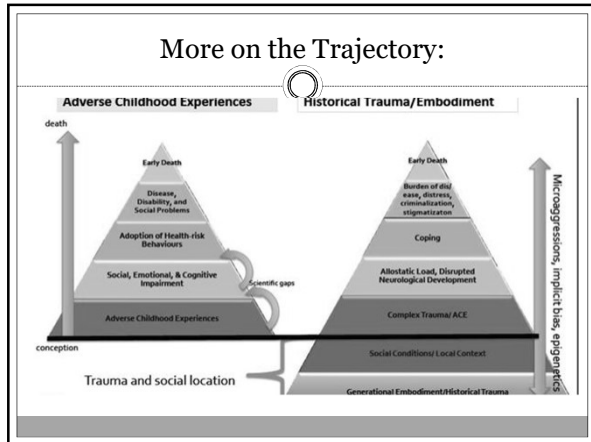 More on the Trajectory:
Adverse Childhood Experiences
Historical Trauma/Embodiment
death
Early Death
Disease,
Disability, and
Social Problems
Adoption of Health-risk
Behaviours
Social, Emotional, & Cognitive
Impairment
Scientific gaps
Adverse Childhood Experiences
conception
Trauma and social location
Early Death
Burden of dis/
ease, distress,
criminalization,
stigmatizaton
Coping
Allostatic Load, Disrupted
Neurological Development
Complex Trauma/ ACE
Social Conditions/ Local Context
Generational Embodiment/Historical Trauma
Microaggressions, implicit bias, epigenetics